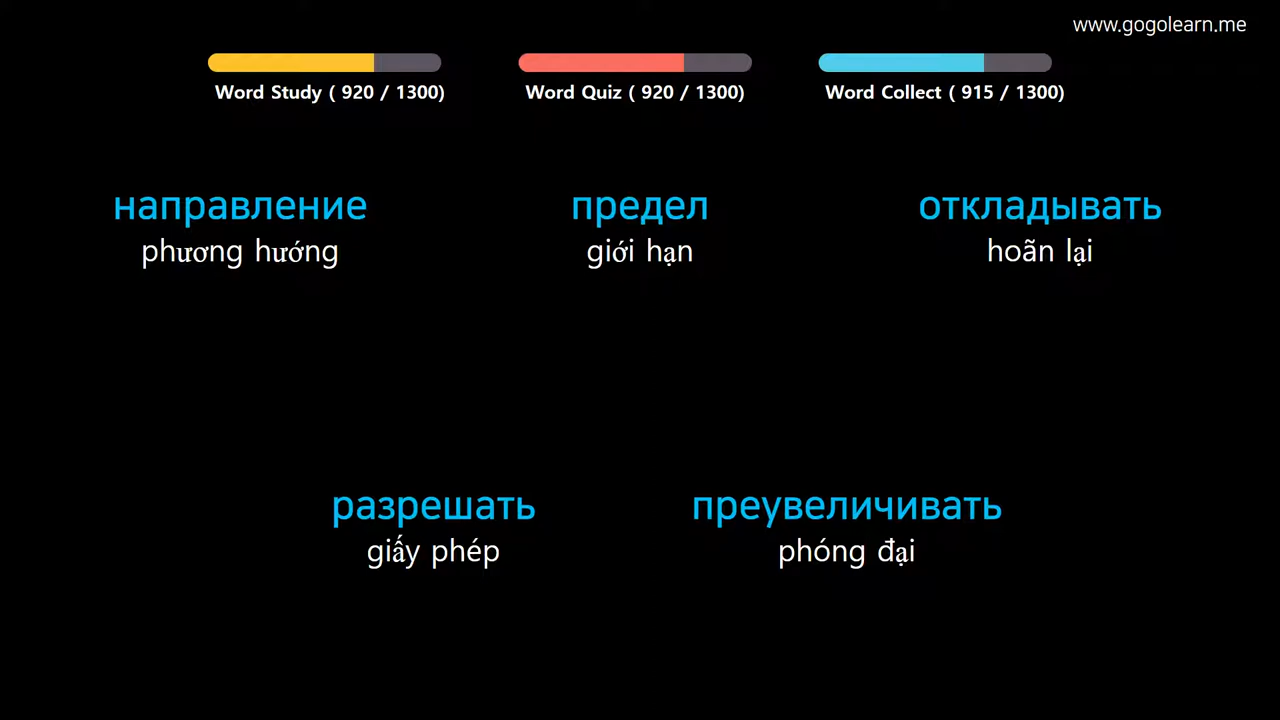 www.gogolearn.me
Word Study ( 920 / 1300)
Word Quiz ( 920 / 1300)
Word Collect ( 915 / 1300)
направление
phương hướng
предел
giới hạn
откладывать
hoãn lại
разрешать
giấy phép
преувеличивать
phóng đại